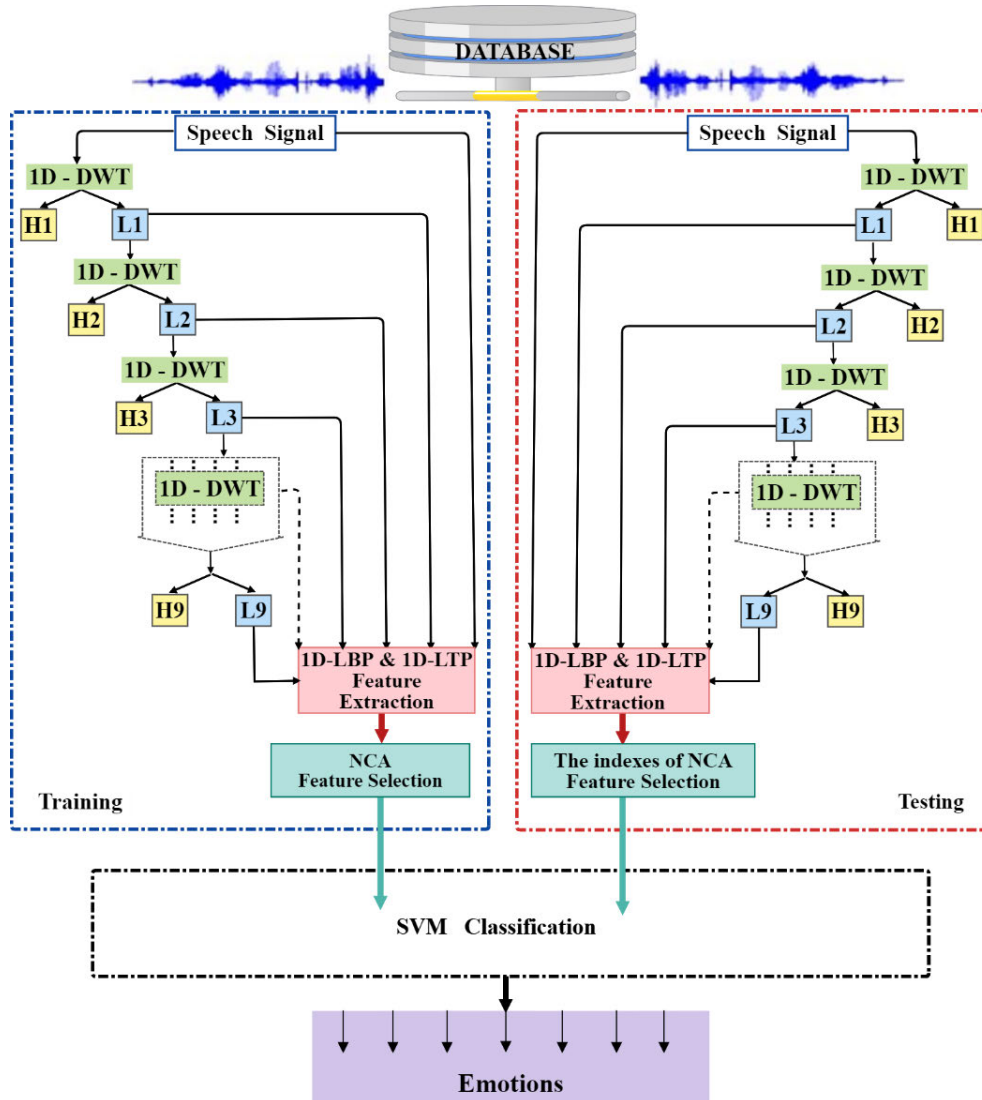 DATABASE
Speech Signal
1D - DWT
H1
L1
1D - DWT
H2
L2
1D - DWT
H3
L3
1D - DWT
H9
L9
1D-LBP & 1D-LTP
Feature
Extraction
NCA
Feature Selection
Training
Speech Signal
1D - DWT
L1
H1
1D - DWT
L2
H2
1D - DWT
L3
H3
1D - DWT
L9
H9
1D-LBP & 1D-LTP
Feature
Extraction
The indexes of NCA
Feature Selection
Testing
SVM Classification
Emotions